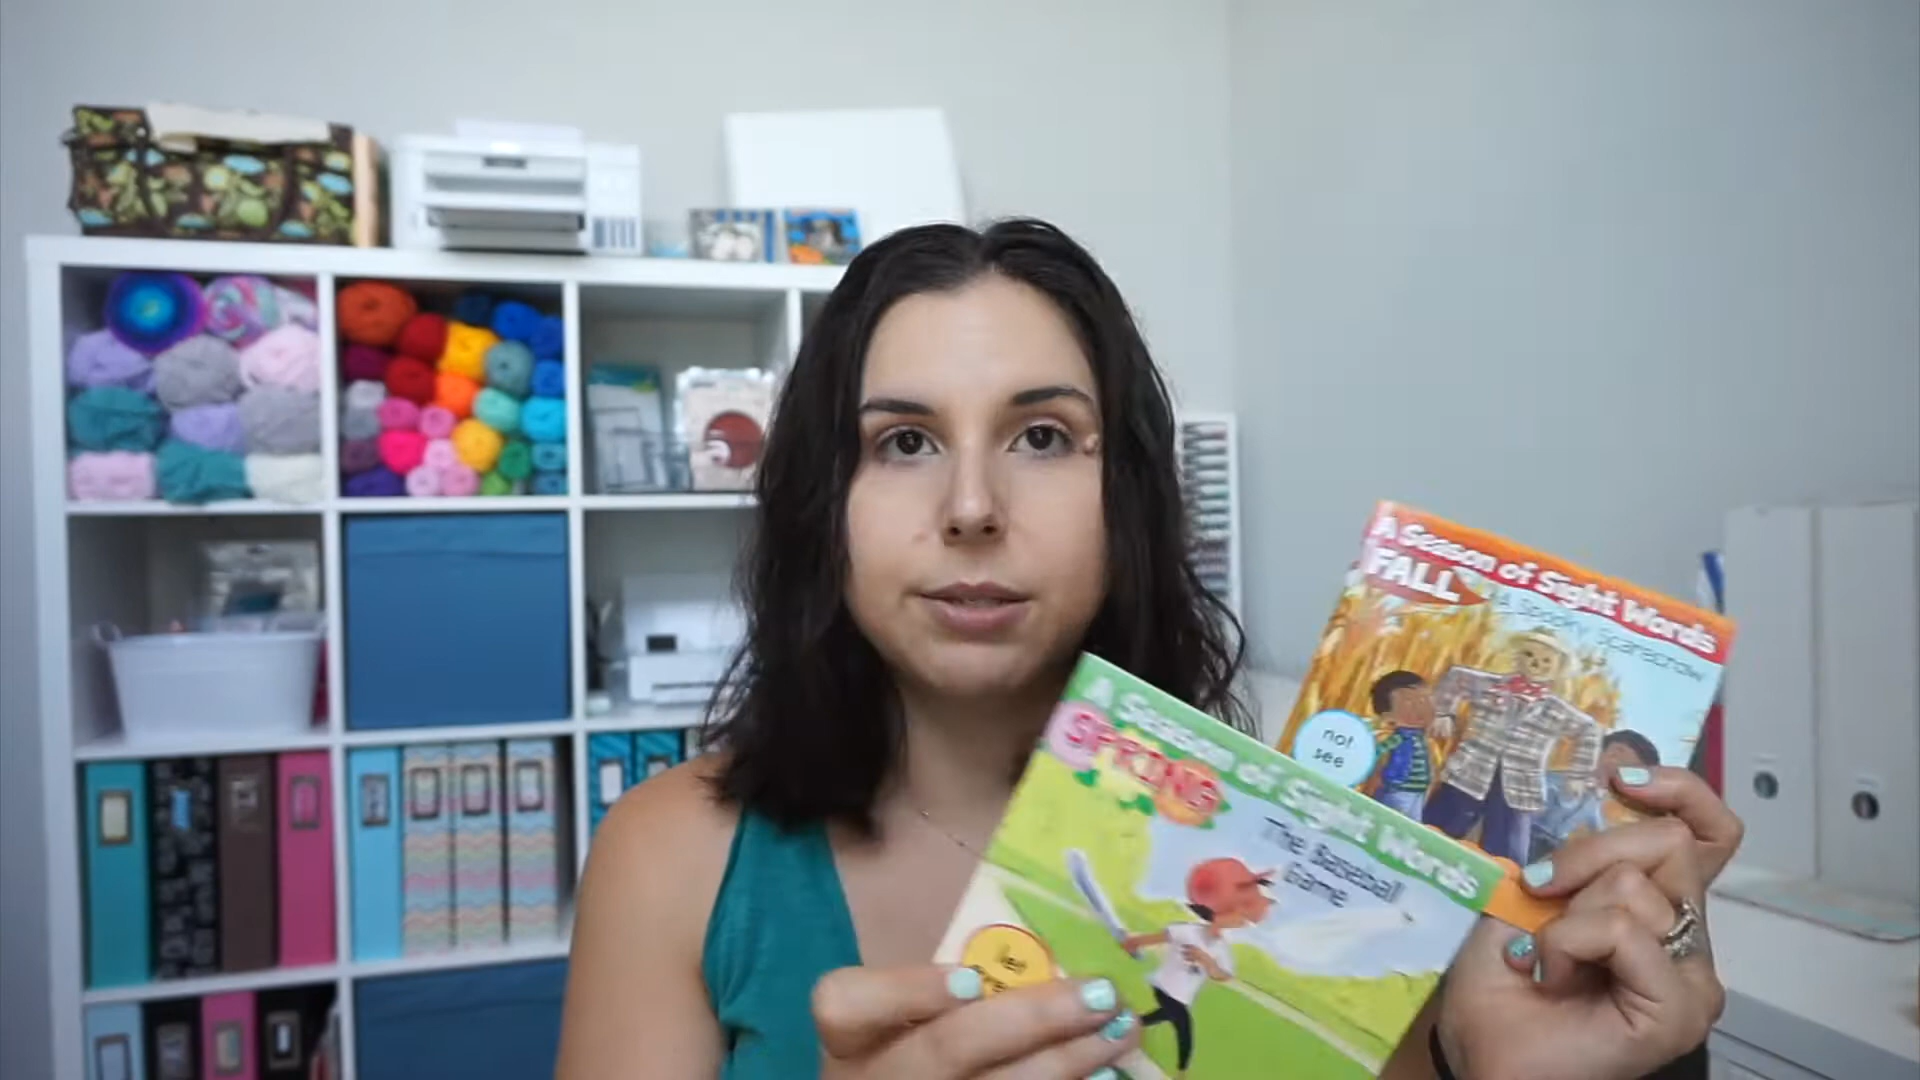 A Season of Sight Words
FALL
A Spooky Scarecrow
not
see
A Season of Sight Words
SPRING
The Baseball
Game